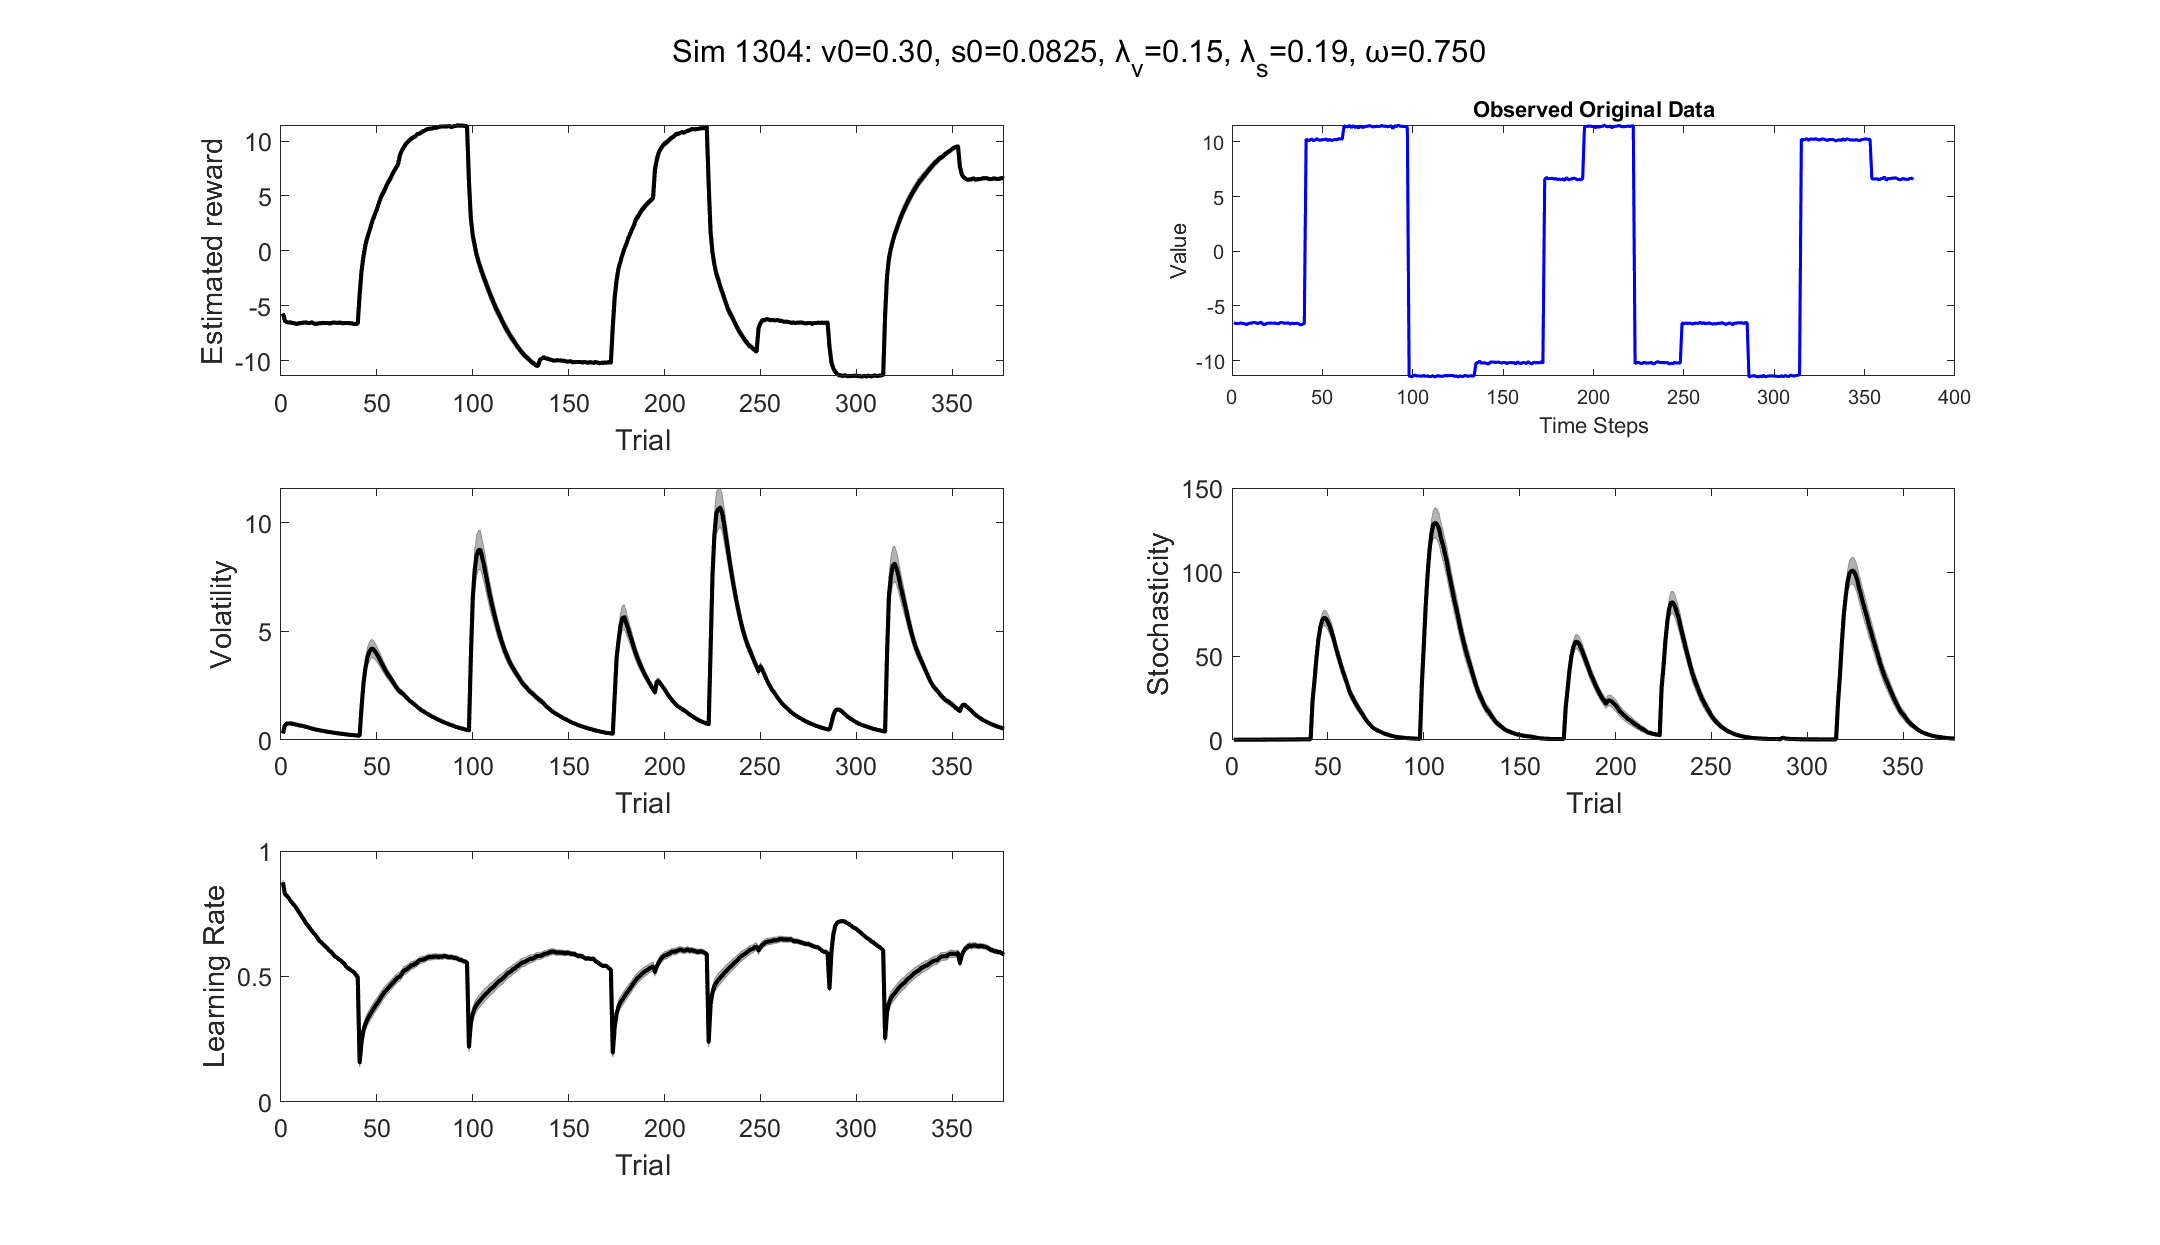 Sim 1304: v0=0.30, s0=0.0825, λ_v=0.15, λ_s=0.19, ω=0.750
Estimated reward
10
5
0
-5
-10
0 50 100 150 200 250 300 350
Trial
Observed Original Data
Value
10
5
0
-5
-10
0 50 100 150 200 250 300 350 400
Time Steps
Volatility
10
5
0
0 50 100 150 200 250 300 350
Trial
Stochasticity
150
100
50
0
0 50 100 150 200 250 300 350
Trial
Learning Rate
1
0.5
0
0 50 100 150 200 250 300 350
Trial